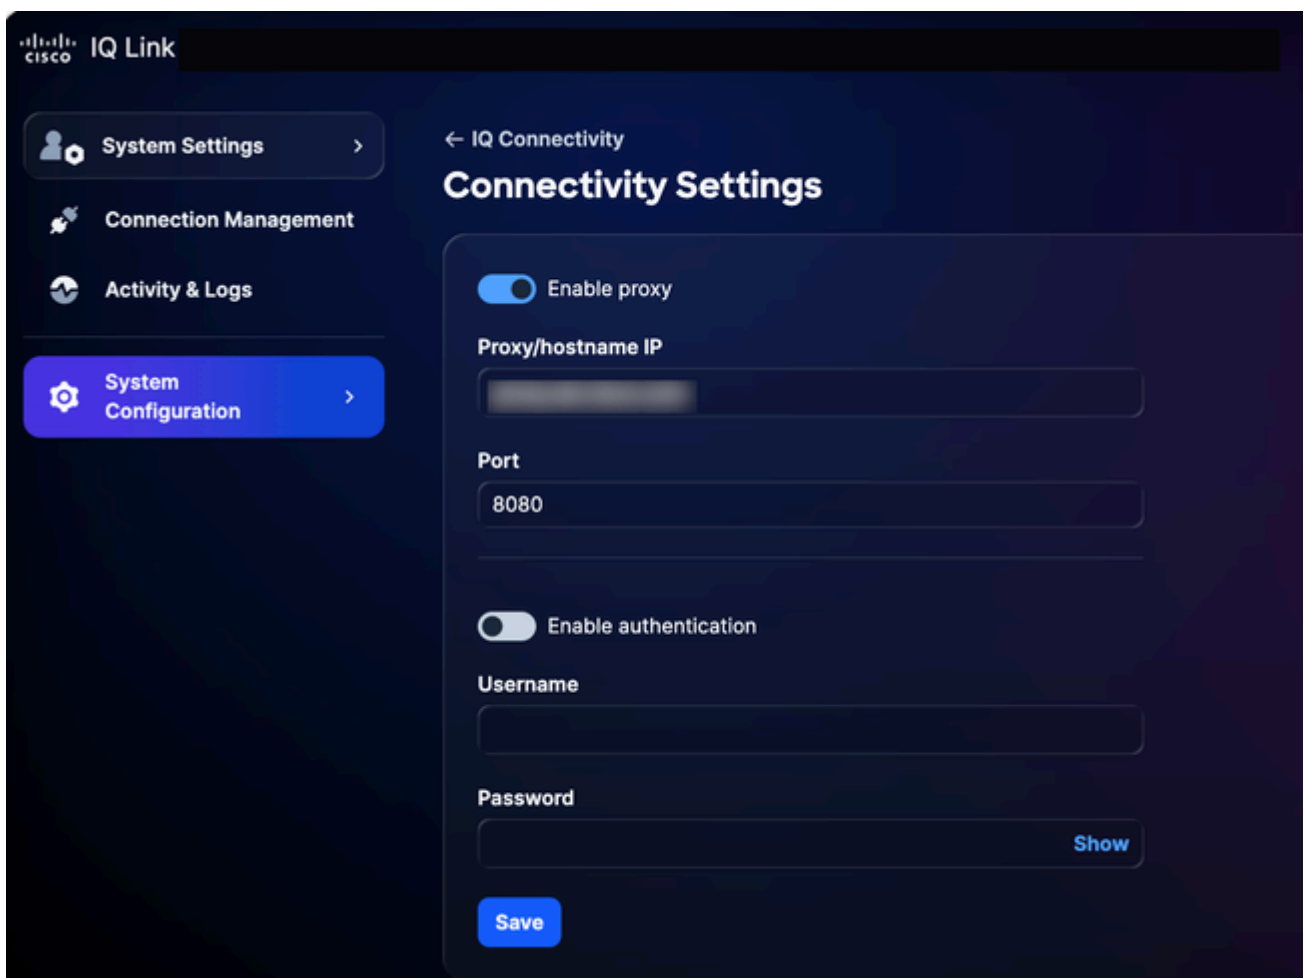 CISCO IQ Link
System Settings
Connection Management
Activity & Logs
System
Configuration
← IQ Connectivity
Connectivity Settings
Enable proxy
Proxy/hostname IP
Port
8080
Enable authentication
Username
Password
Show
Save